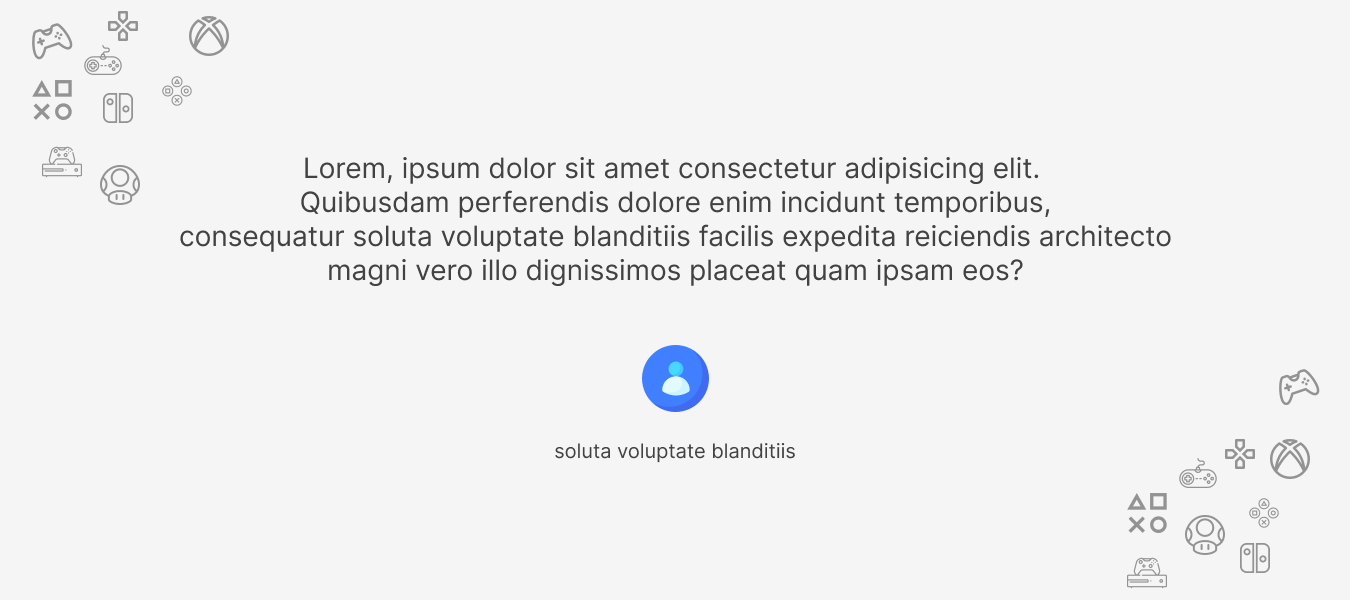 Lorem, ipsum dolor sit amet consectetur adipisicing elit.
Quibusdam perferendis dolore enim incidunt temporibus,
consequatur soluta voluptate blanditiis facilis expedita reiciendis architecto
magni vero illo dignissimos placeat quam ipsam eos?
soluta voluptate blanditiis